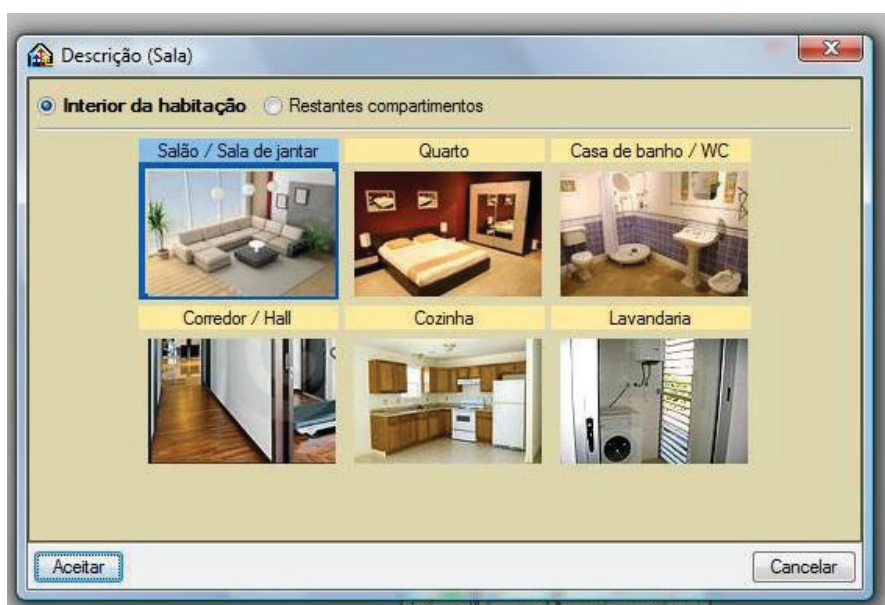 Descrição (Sala)
Interior da habitação Restantes compartimentos
Salão / Sala de jantar Quarto Casa de banho / WC
Corredor / Hall Cozinha Lavandaria
Aceitar Cancelar